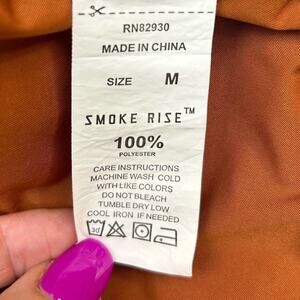 RN82930
MADE IN CHINA
SIZE M
SMOKE RISE™
100%
POLYESTER
CARE INSTRUCTIONS
MACHINE WASH COLD
WITH LIKE COLORS
DO NOT BLEACH
TUMBLE DRY LOW
COOL IRON IF NEEDED
30